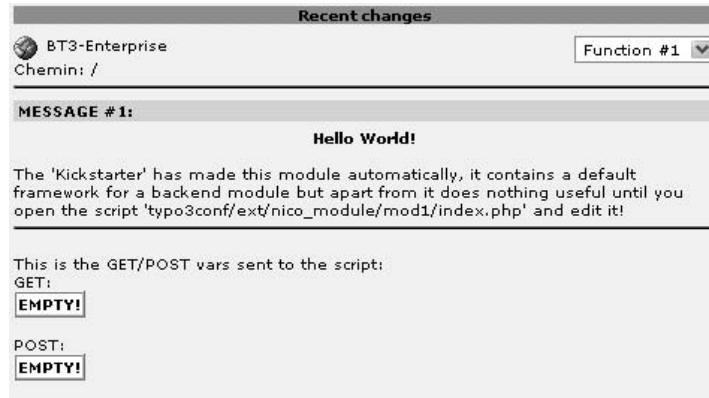 Recent changes
BT3-Enterprise
Function #1
Chemin: /
MESSAGE #1:
Hello World!
The 'Kickstarter' has made this module automatically, it contains a default
framework for a backend module but apart from it does nothing useful until you
open the script 'typo3conf/ext/nico_module/mod1/index.php' and edit it!
This is the GET/POST vars sent to the script:
GET:
EMPTY!
POST:
EMPTY!